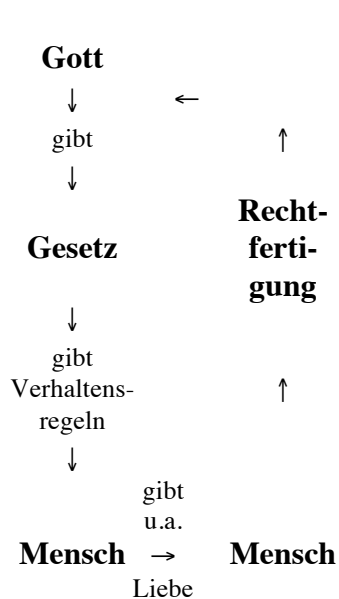 Gott
↓
←
gibt
↑
↓
Recht-
Gesetz
ferti-
gung
↓
gibt
Verhaltens-
↑
regeln
↓
gibt
u.a.
Mensch → Mensch
Liebe